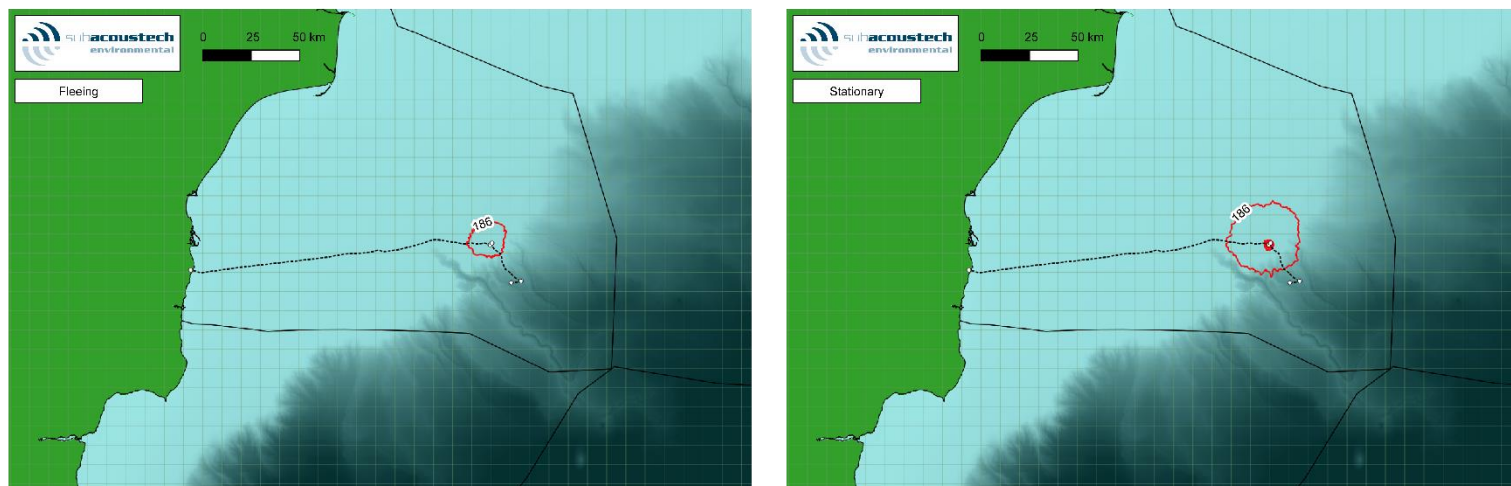 subacoustech
environmental
0 25 50 km
Fleeing
186
subacoustech
environmental
0 25 50 km
Stationary
186